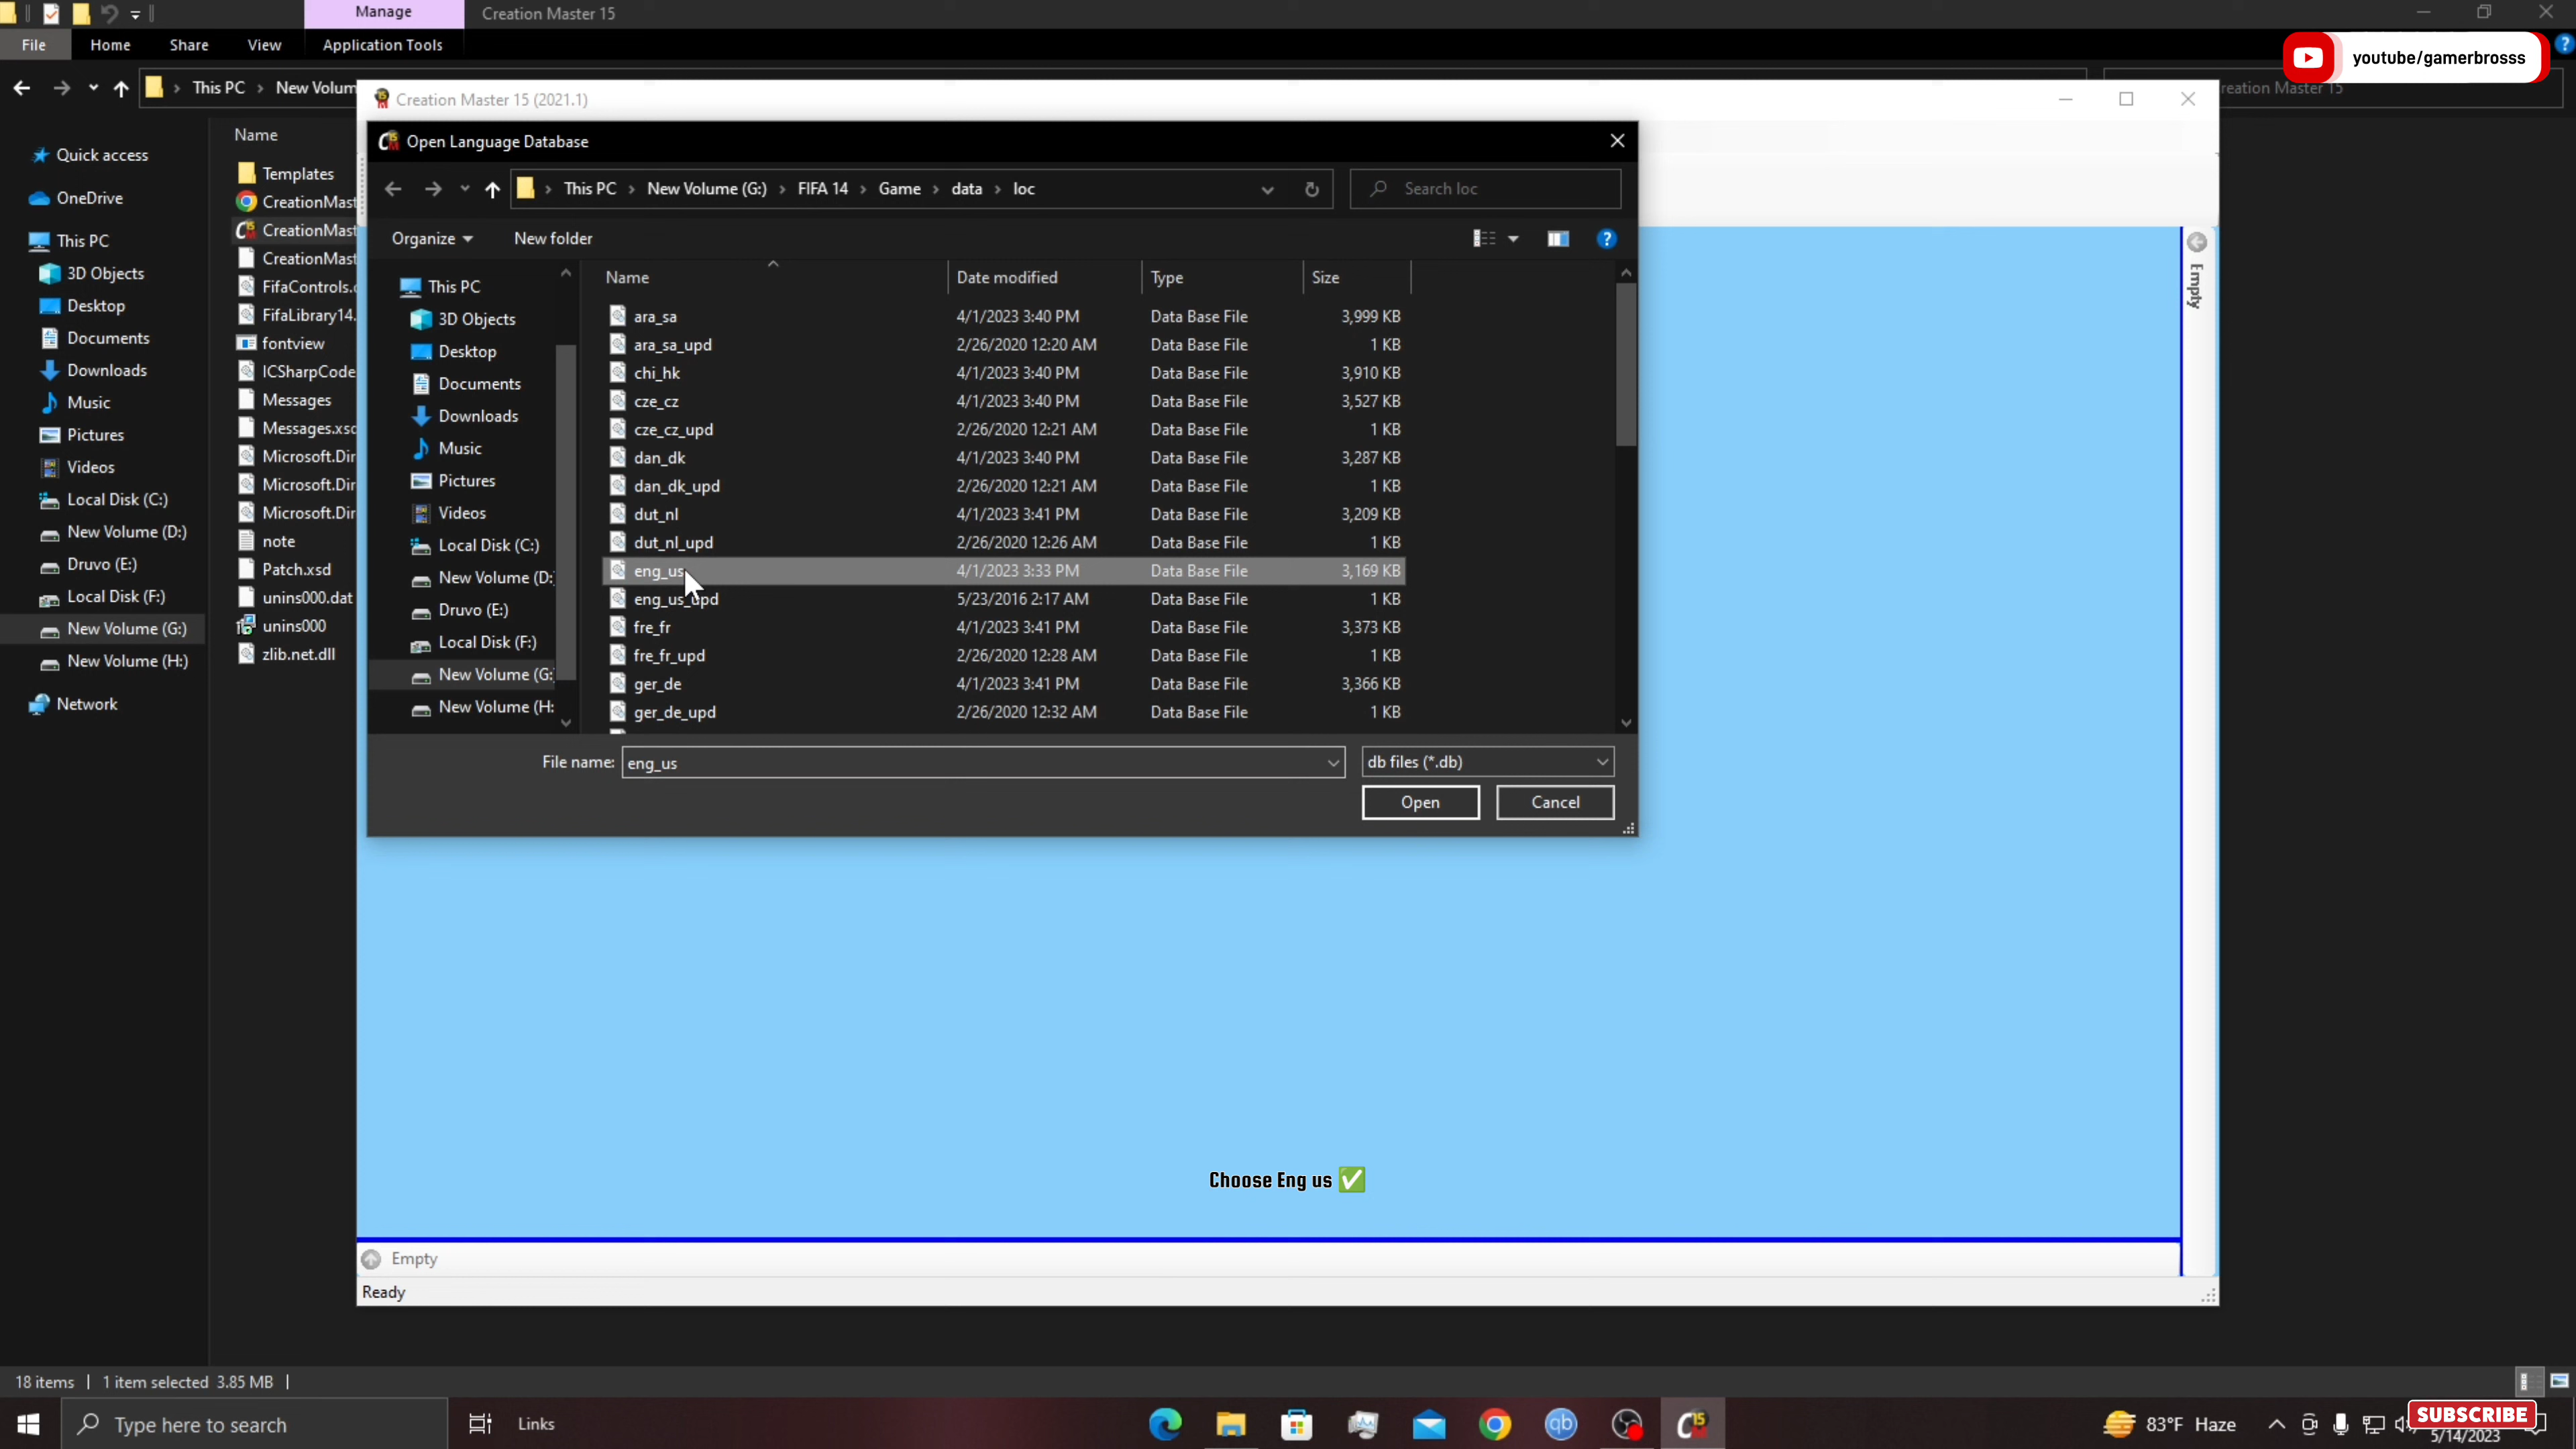 Manage
Creation Master 15
File
Home
Share
View
Application Tools
youtube/gamerbrosss
This PC
New Volum
reation Master 15
Creation Master 15 (2021.1)
Open Language Database
This PC
New Volume (G:)
FIFA 14
Game
data
loc
Search loc
Organize
New folder
Quick access
OneDrive
This PC
3D Objects
Desktop
Documents
Downloads
Music
Pictures
Videos
Local Disk (C:)
New Volume (D:)
Druvo (E:)
Local Disk (F:)
New Volume (G:)
New Volume (H:)
Network
Name
Templates
CreationMast
CreationMast
CreationMast
FifaControls.
FifaLibrary14.
fontview
ICSharpCode
Messages
Messages.xsd
Microsoft.Dir
Microsoft.Dir
Microsoft.Dir
note
Patch.xsd
unins000.dat
unins000
zlib.net.dll
This PC
3D Objects
Desktop
Documents
Downloads
Music
Pictures
Videos
Local Disk (C:)
New Volume (D:
Druvo (E:)
Local Disk (F:)
New Volume (G:
New Volume (H:
Name Date modified Type Size
ara_sa 4/1/2023 3:40 PM Data Base File 3,999 KB
ara_sa_upd 2/26/2020 12:20 AM Data Base File 1 KB
chi_hk 4/1/2023 3:40 PM Data Base File 3,910 KB
cze_cz 4/1/2023 3:40 PM Data Base File 3,527 KB
cze_cz_upd 2/26/2020 12:21 AM Data Base File 1 KB
dan_dk 4/1/2023 3:40 PM Data Base File 3,287 KB
dan_dk_upd 2/26/2020 12:21 AM Data Base File 1 KB
dut_nl 4/1/2023 3:41 PM Data Base File 3,209 KB
dut_nl_upd 2/26/2020 12:26 AM Data Base File 1 KB
eng_us 4/1/2023 3:33 PM Data Base File 3,169 KB
eng_us_upd 5/23/2016 2:17 AM Data Base File 1 KB
fre_fr 4/1/2023 3:41 PM Data Base File 3,373 KB
fre_fr_upd 2/26/2020 12:28 AM Data Base File 1 KB
ger_de 4/1/2023 3:41 PM Data Base File 3,366 KB
ger_de_upd 2/26/2020 12:32 AM Data Base File 1 KB
File name: eng_us
db files (*.db)
Open
Cancel
Empty
Choose Eng us ✅
Empty
Ready
18 items
1 item selected 3.85 MB
Type here to search
Links
83°F Haze
SUBSCRIBE
5/14/2023